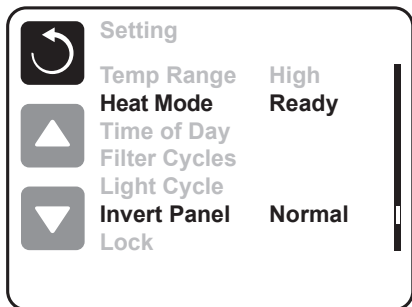 Setting
Temp Range High
Heat Mode Ready
Time of Day
Filter Cycles
Light Cycle
Invert Panel Normal
Lock